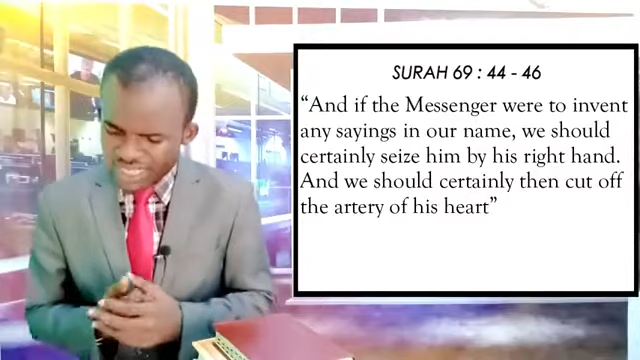 SURAH 69 : 44 - 46
“And if the Messenger were to invent
any sayings in our name, we should
certainly seize him by his right hand.
And we should certainly then cut off
the artery of his heart”